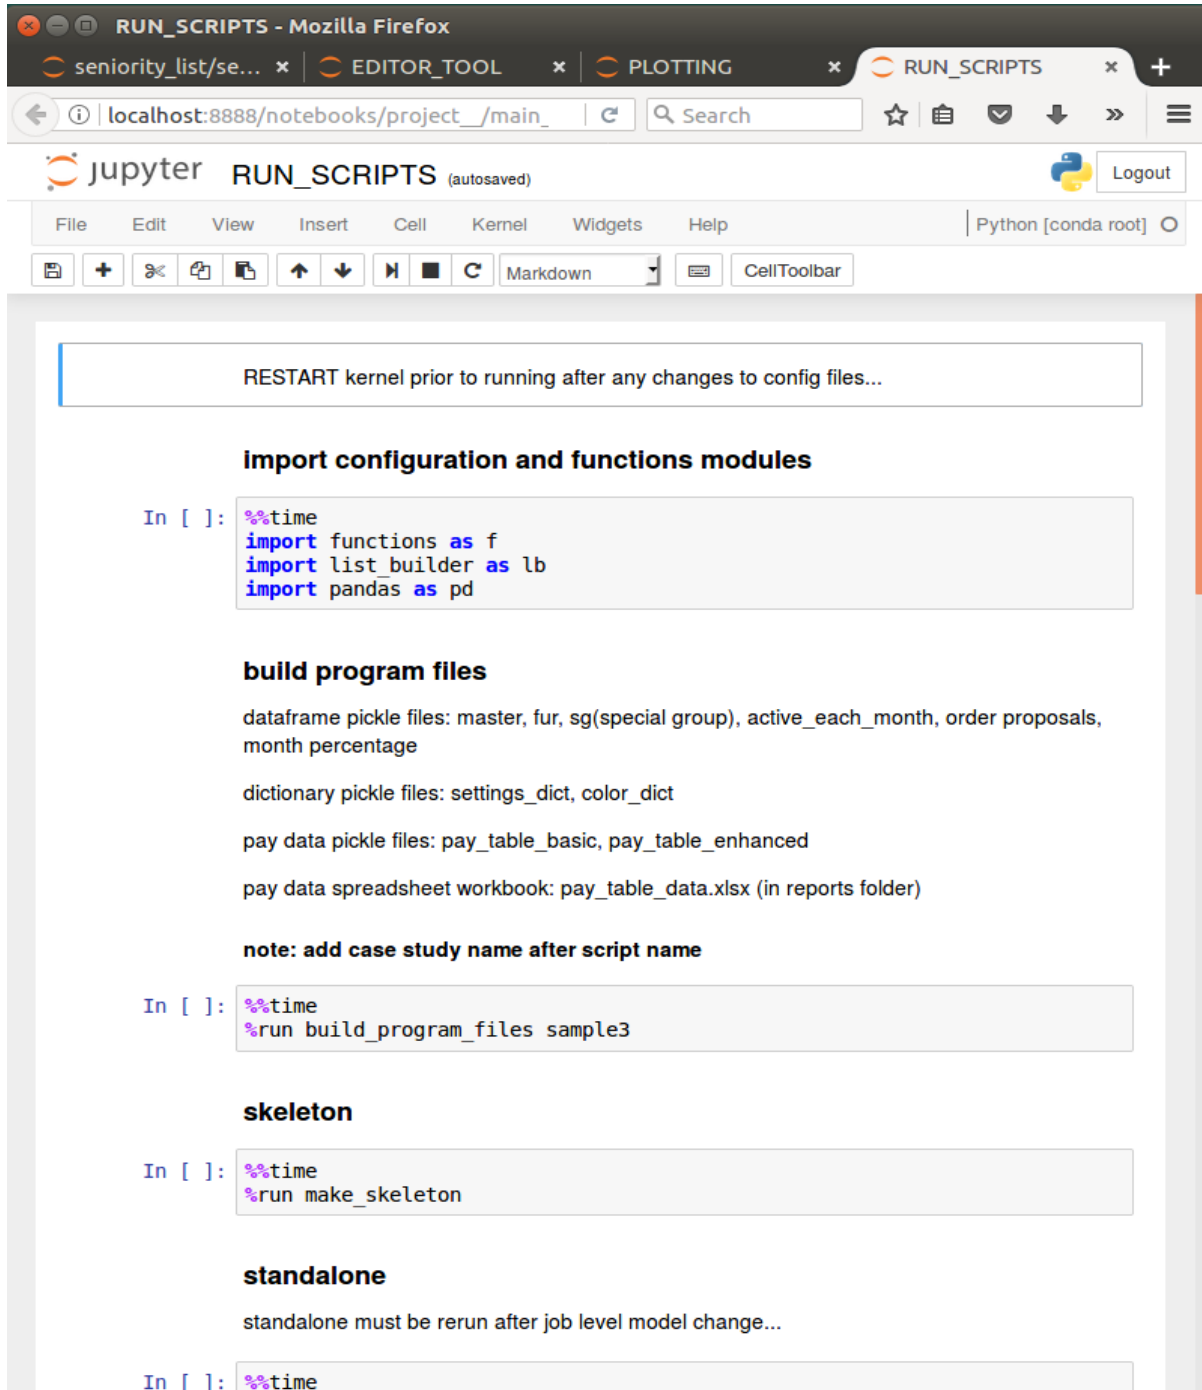 RUN_SCRIPTS - Mozilla Firefox
seniority_list/se... × EDITOR_TOOL × PLOTTING × RUN_SCRIPTS × +
localhost:8888/notebooks/project__/main_ Search
jupyter RUN_SCRIPTS (autosaved) Logout
File Edit View Insert Cell Kernel Widgets Help Python [conda root]
Markdown CellToolbar
RESTART kernel prior to running after any changes to config files...
import configuration and functions modules
In [ ]: %%time
import functions as f
import list_builder as lb
import pandas as pd
build program files
dataframe pickle files: master, fur, sg(special group), active_each_month, order proposals,
month percentage
dictionary pickle files: settings_dict, color_dict
pay data pickle files: pay_table_basic, pay_table_enhanced
pay data spreadsheet workbook: pay_table_data.xlsx (in reports folder)
note: add case study name after script name
In [ ]: %%time
%run build_program_files sample3
skeleton
In [ ]: %%time
%run make_skeleton
standalone
standalone must be rerun after job level model change...
In [ ]: %%time